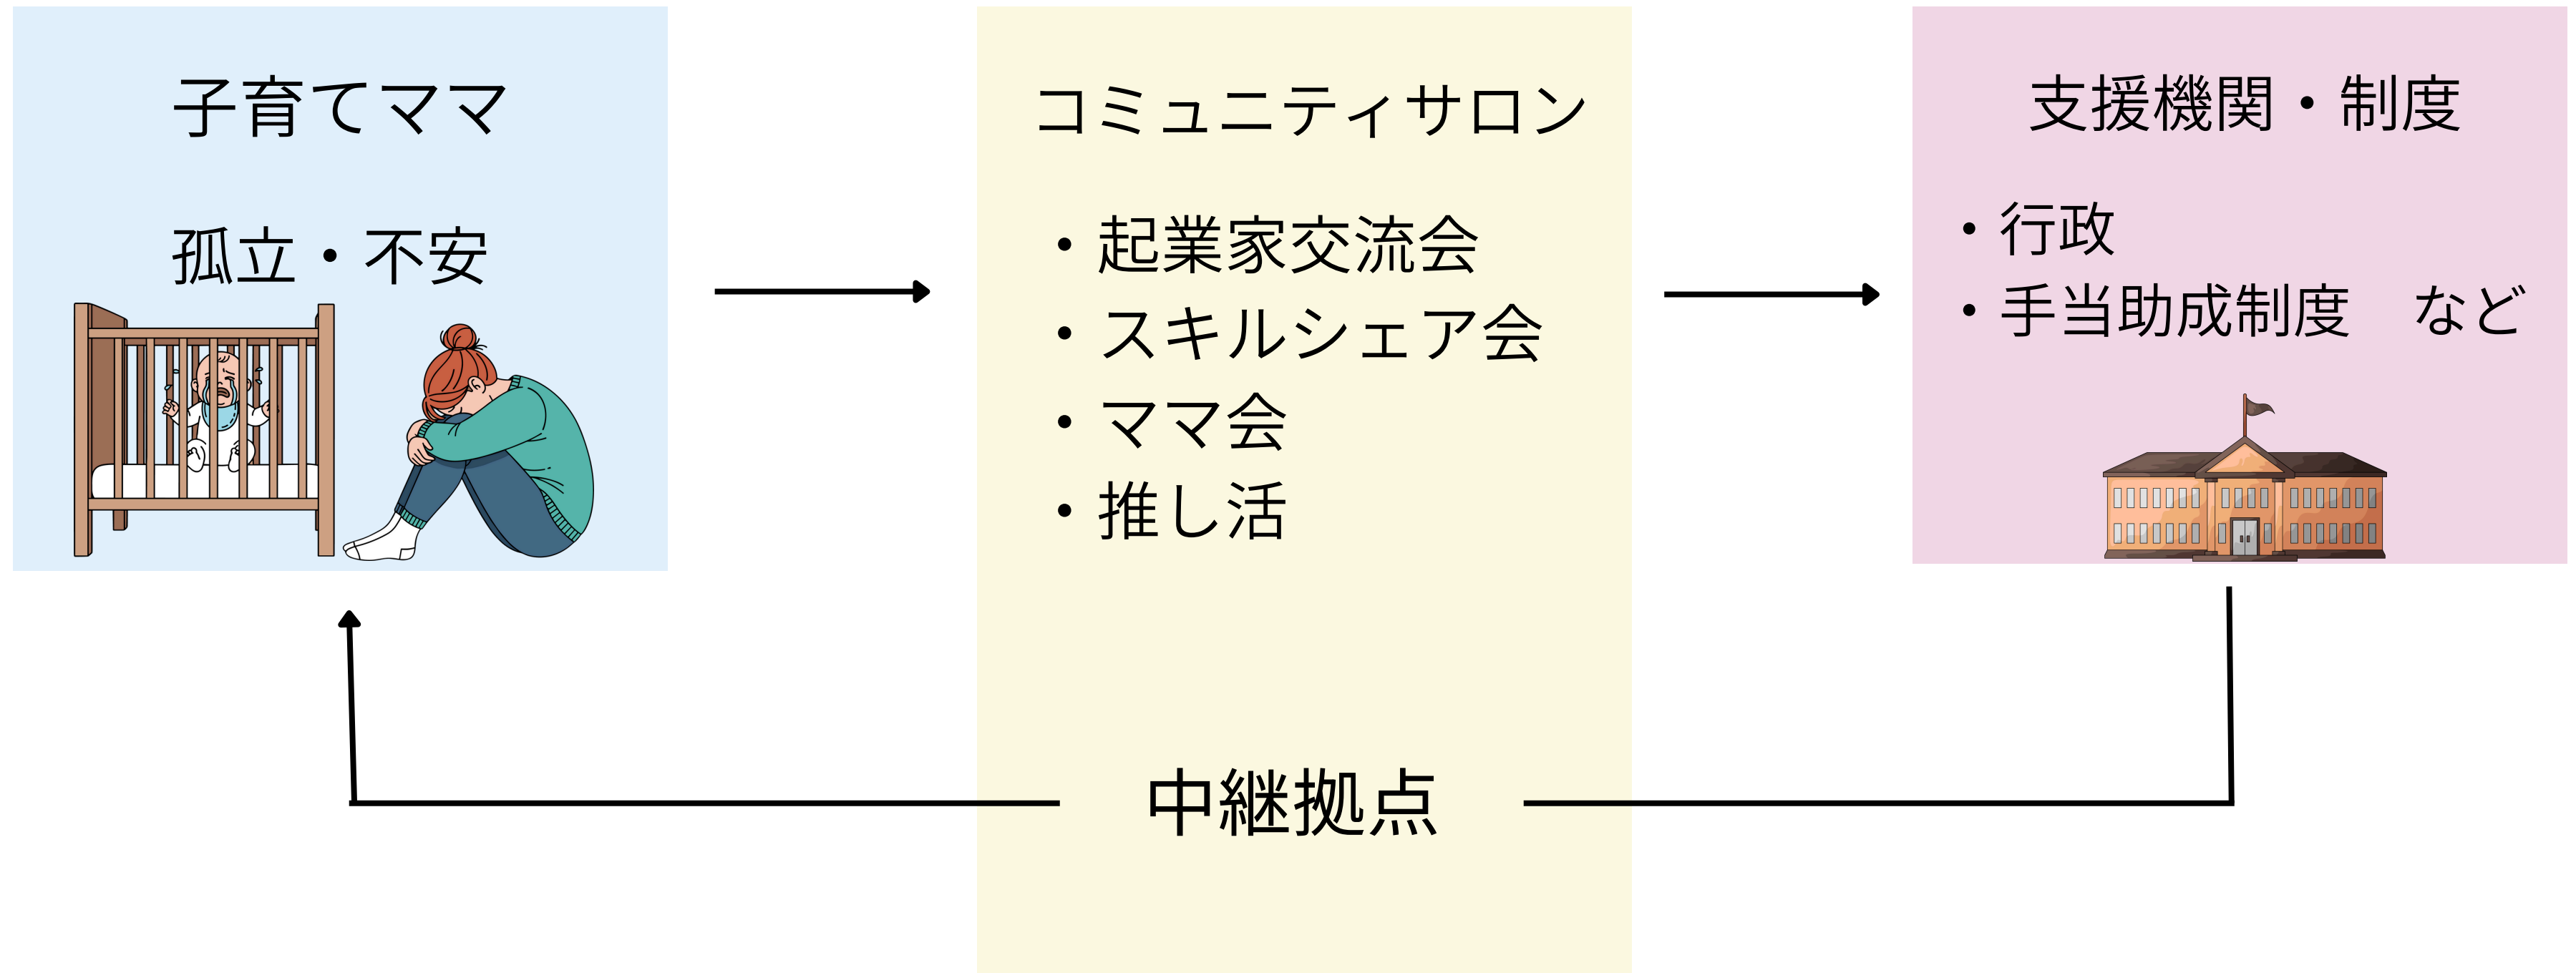 子育てママ
孤立・不安
コミュニティサロン
・起業家交流会
・スキルシェア会
・ママ会
・推し活
中継拠点
支援機関・制度
・行政
・手当助成制度　など